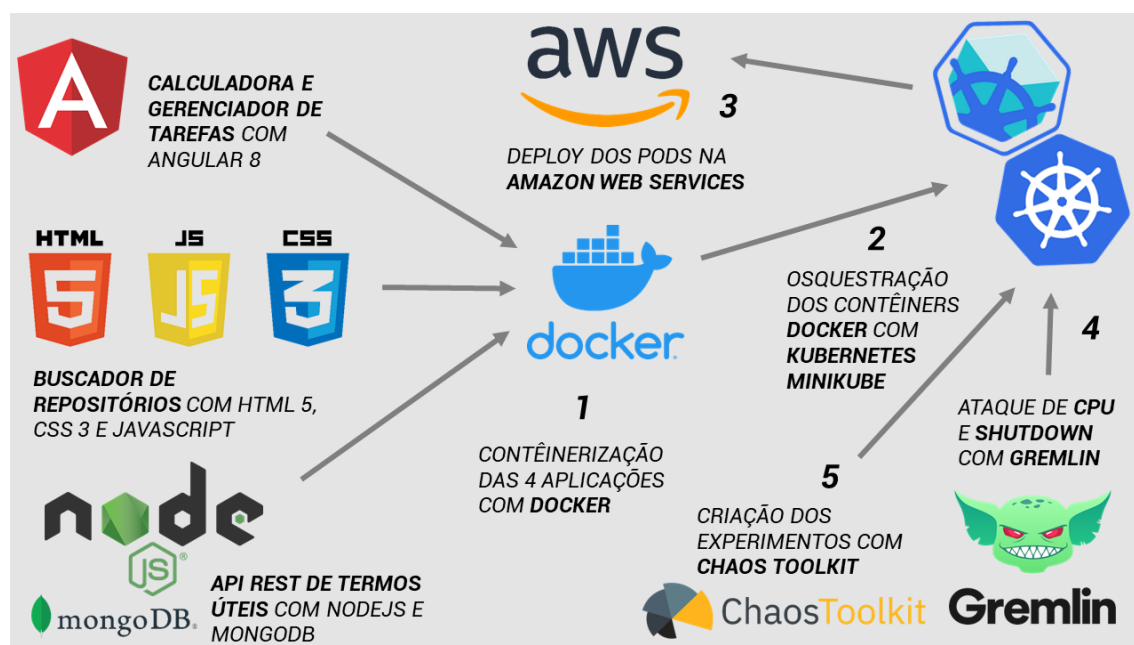 CALCULADORA E
GERENCIADOR DE
TAREFAS COM
ANGULAR 8
aws
3
DEPLOY DOS PODS NA
AMAZON WEB SERVICES
HTML
JS
CSS
5
JS
3
BUSCADOR DE
REPOSITÓRIOS COM HTML 5,
CSS 3 E JAVASCRIPT
docker
1
CONTÊINERIZAÇÃO
DAS 4 APLICAÇÕES
COM DOCKER
2
OSQUESTRAÇÃO
DOS CONTÊINERS
DOCKER COM
KUBERNETES
MINIKUBE
4
ATAQUE DE CPU
E SHUTDOWN
COM GREMLIN
node
JS®
mongoDB.
API REST DE TERMOS
ÚTEIS COM NODEJS E
MONGODB
5
CRIAÇÃO DOS
EXPERIMENTOS COM
CHAOS TOOLKIT
ChaosToolkit
Gremlin